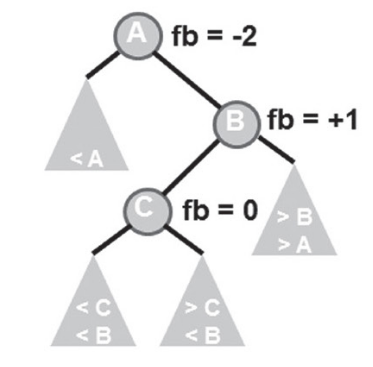 A fb = -2
B fb = +1
< A
C fb = 0
> B
> A
< C
< B
> C
< B